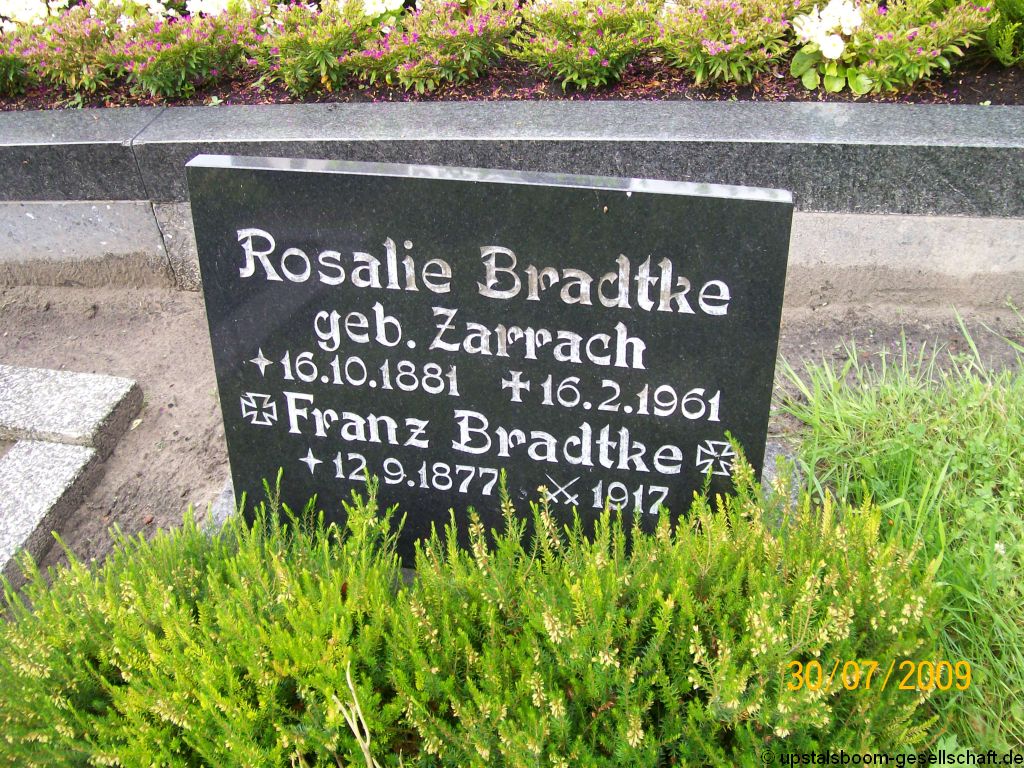 Rosalie Bradtke
geb. Zarrach
16.10.1881 16.2.1961
Franz Bradtke
12.9.1877 1917
30/07/2009
© upstalsboom-gesellschaft.de